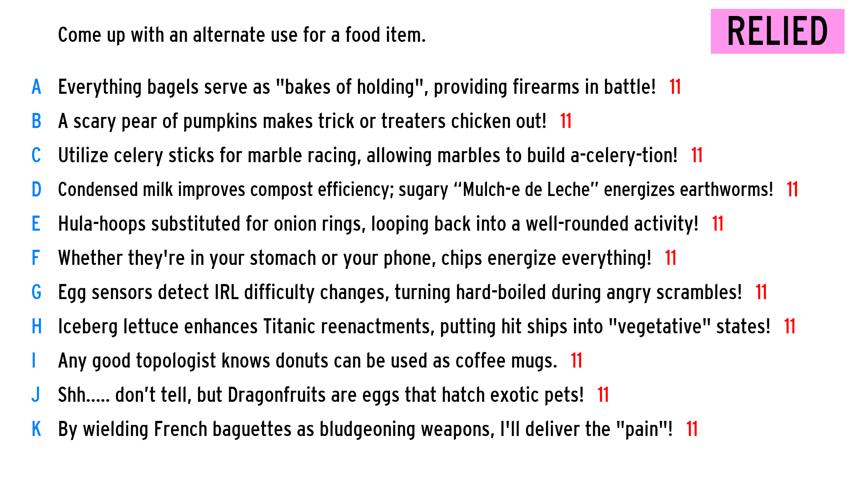 Come up with an alternate use for a food item.
RELIED
A Everything bagels serve as "bakes of holding", providing firearms in battle! 11
B A scary pear of pumpkins makes trick or treaters chicken out! 11
C Utilize celery sticks for marble racing, allowing marbles to build a-celery-tion! 11
D Condensed milk improves compost efficiency; sugary “Mulch-e de Leche” energizes earthworms! 11
E Hula-hoops substituted for onion rings, looping back into a well-rounded activity! 11
F Whether they're in your stomach or your phone, chips energize everything! 11
G Egg sensors detect IRL difficulty changes, turning hard-boiled during angry scrambles! 11
H Iceberg lettuce enhances Titanic reenactments, putting hit ships into "vegetative" states! 11
I Any good topologist knows donuts can be used as coffee mugs. 11
J Shh..... don’t tell, but Dragonfruits are eggs that hatch exotic pets! 11
K By wielding French baguettes as bludgeoning weapons, I'll deliver the "pain"! 11